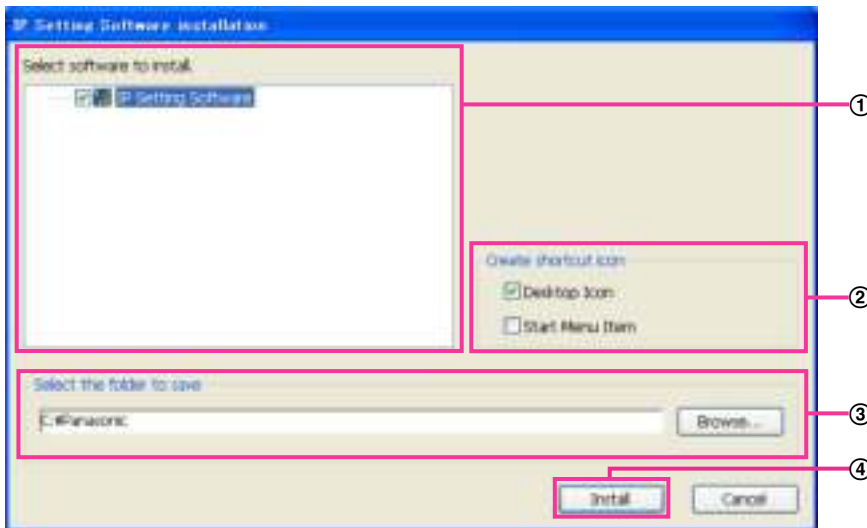 IP Setting Software installation
Select software to install.
IP Setting Software
①
Create shortcut icon
Desktop Icon
Start Menu Item
②
Select the folder to save
C:\Panasonic
Browse...
③
④
Install
Cancel